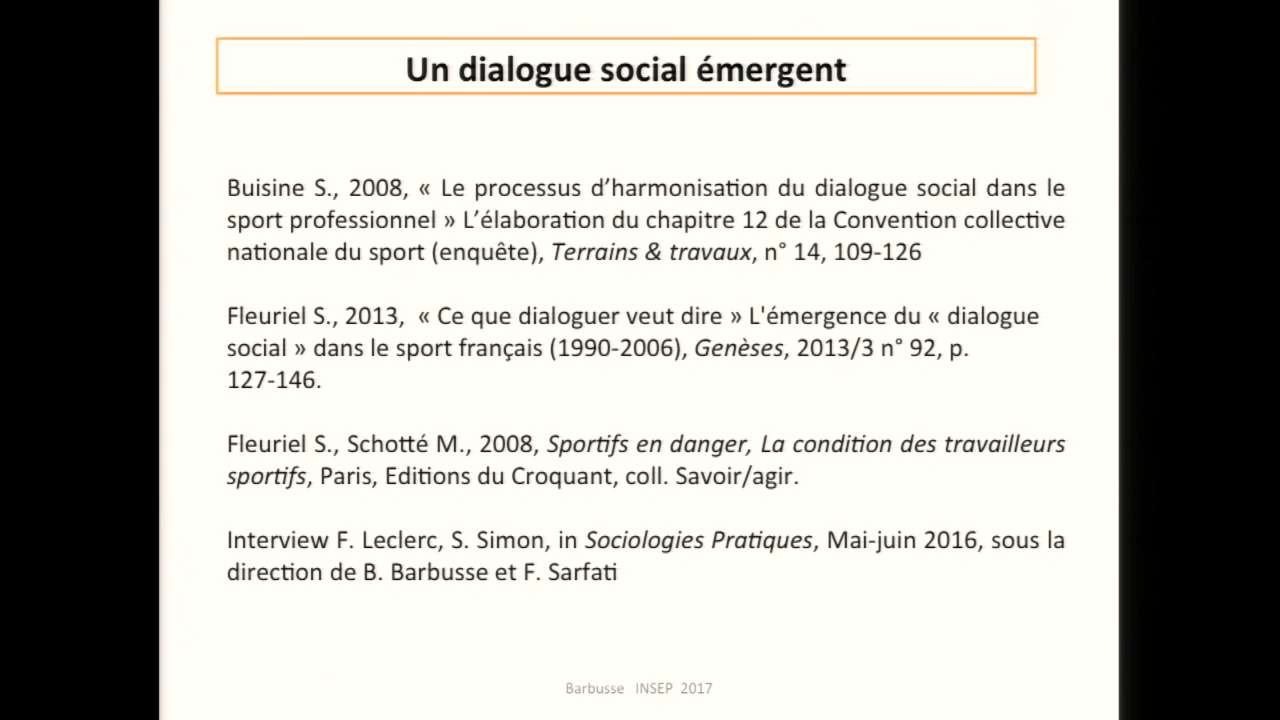 Un dialogue social émergent
Buisine S., 2008, « Le processus d’harmonisation du dialogue social dans le
sport professionnel » L’élaboration du chapitre 12 de la Convention collective
nationale du sport (enquête), Terrains & travaux, n° 14, 109-126
Fleuriel S., 2013,  « Ce que dialoguer veut dire » L'émergence du « dialogue
social » dans le sport français (1990-2006), Genèses, 2013/3 n° 92, p.
127-146.
Fleuriel S., Schotté M., 2008, Sportifs en danger, La condition des travailleurs
sportifs, Paris, Editions du Croquant, coll. Savoir/agir.
Interview F. Leclerc, S. Simon, in Sociologies Pratiques, Mai-juin 2016, sous la
direction de B. Barbusse et F. Sarfati
Barbusse INSEP 2017